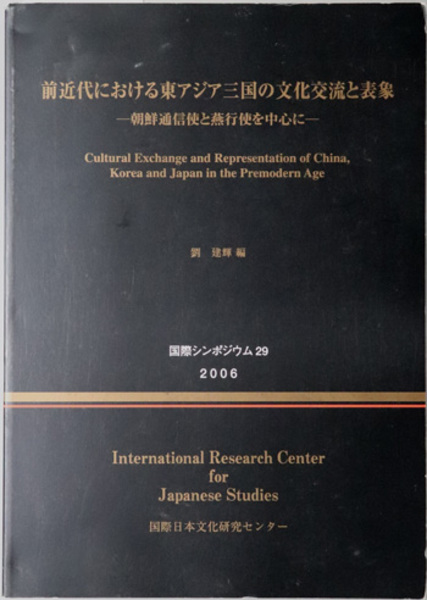 前近代における東アジア三国の文化交流と表象
―朝鮮通信使と燕行使を中心に―
Cultural Exchange and Representation of China,
Korea and Japan in the Premodern Age
劉 建輝 編
国際シンポジウム 29
2006
International Research Center
for
Japanese Studies
国際日本文化研究センター